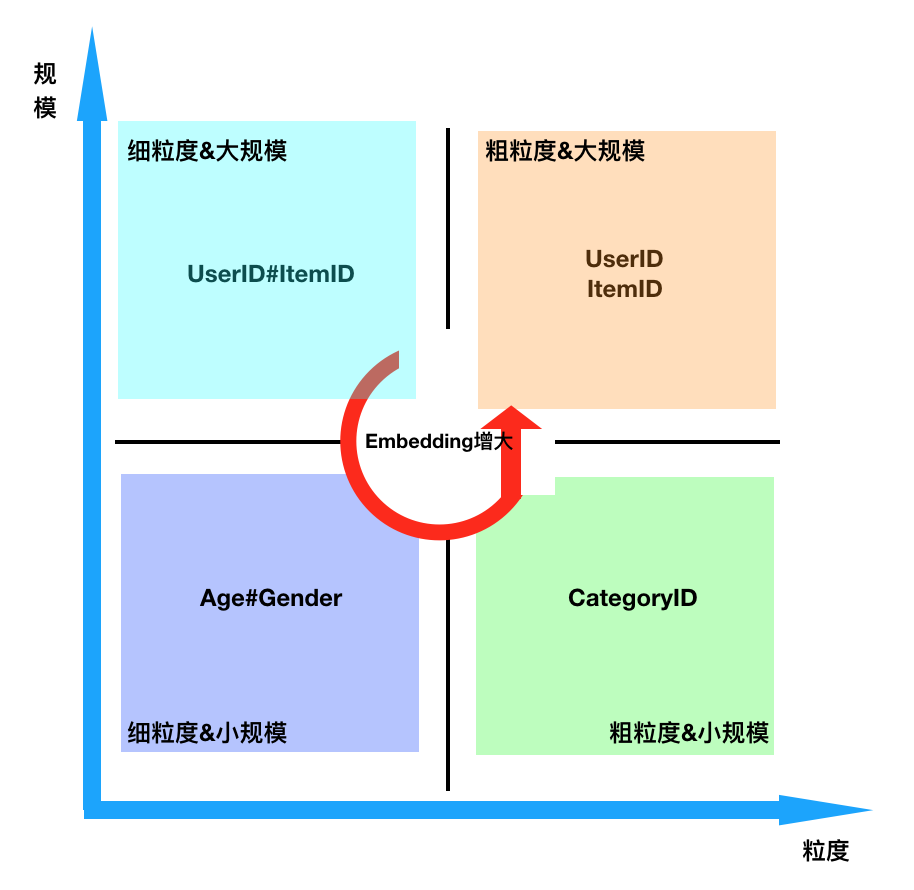 规
模
细粒度&大规模
粗粒度&大规模
UserID#ItemID
UserID
ItemID
Embedding增大
Age#Gender
CategoryID
细粒度&小规模
粗粒度&小规模
粒度